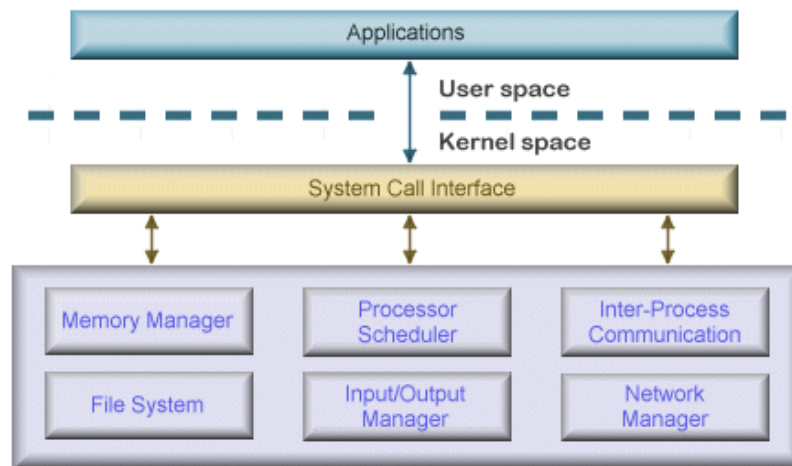 Applications
User space
Kernel space
System Call Interface
Memory Manager
Processor
Scheduler
Inter-Process
Communication
File System
Input/Output
Manager
Network
Manager